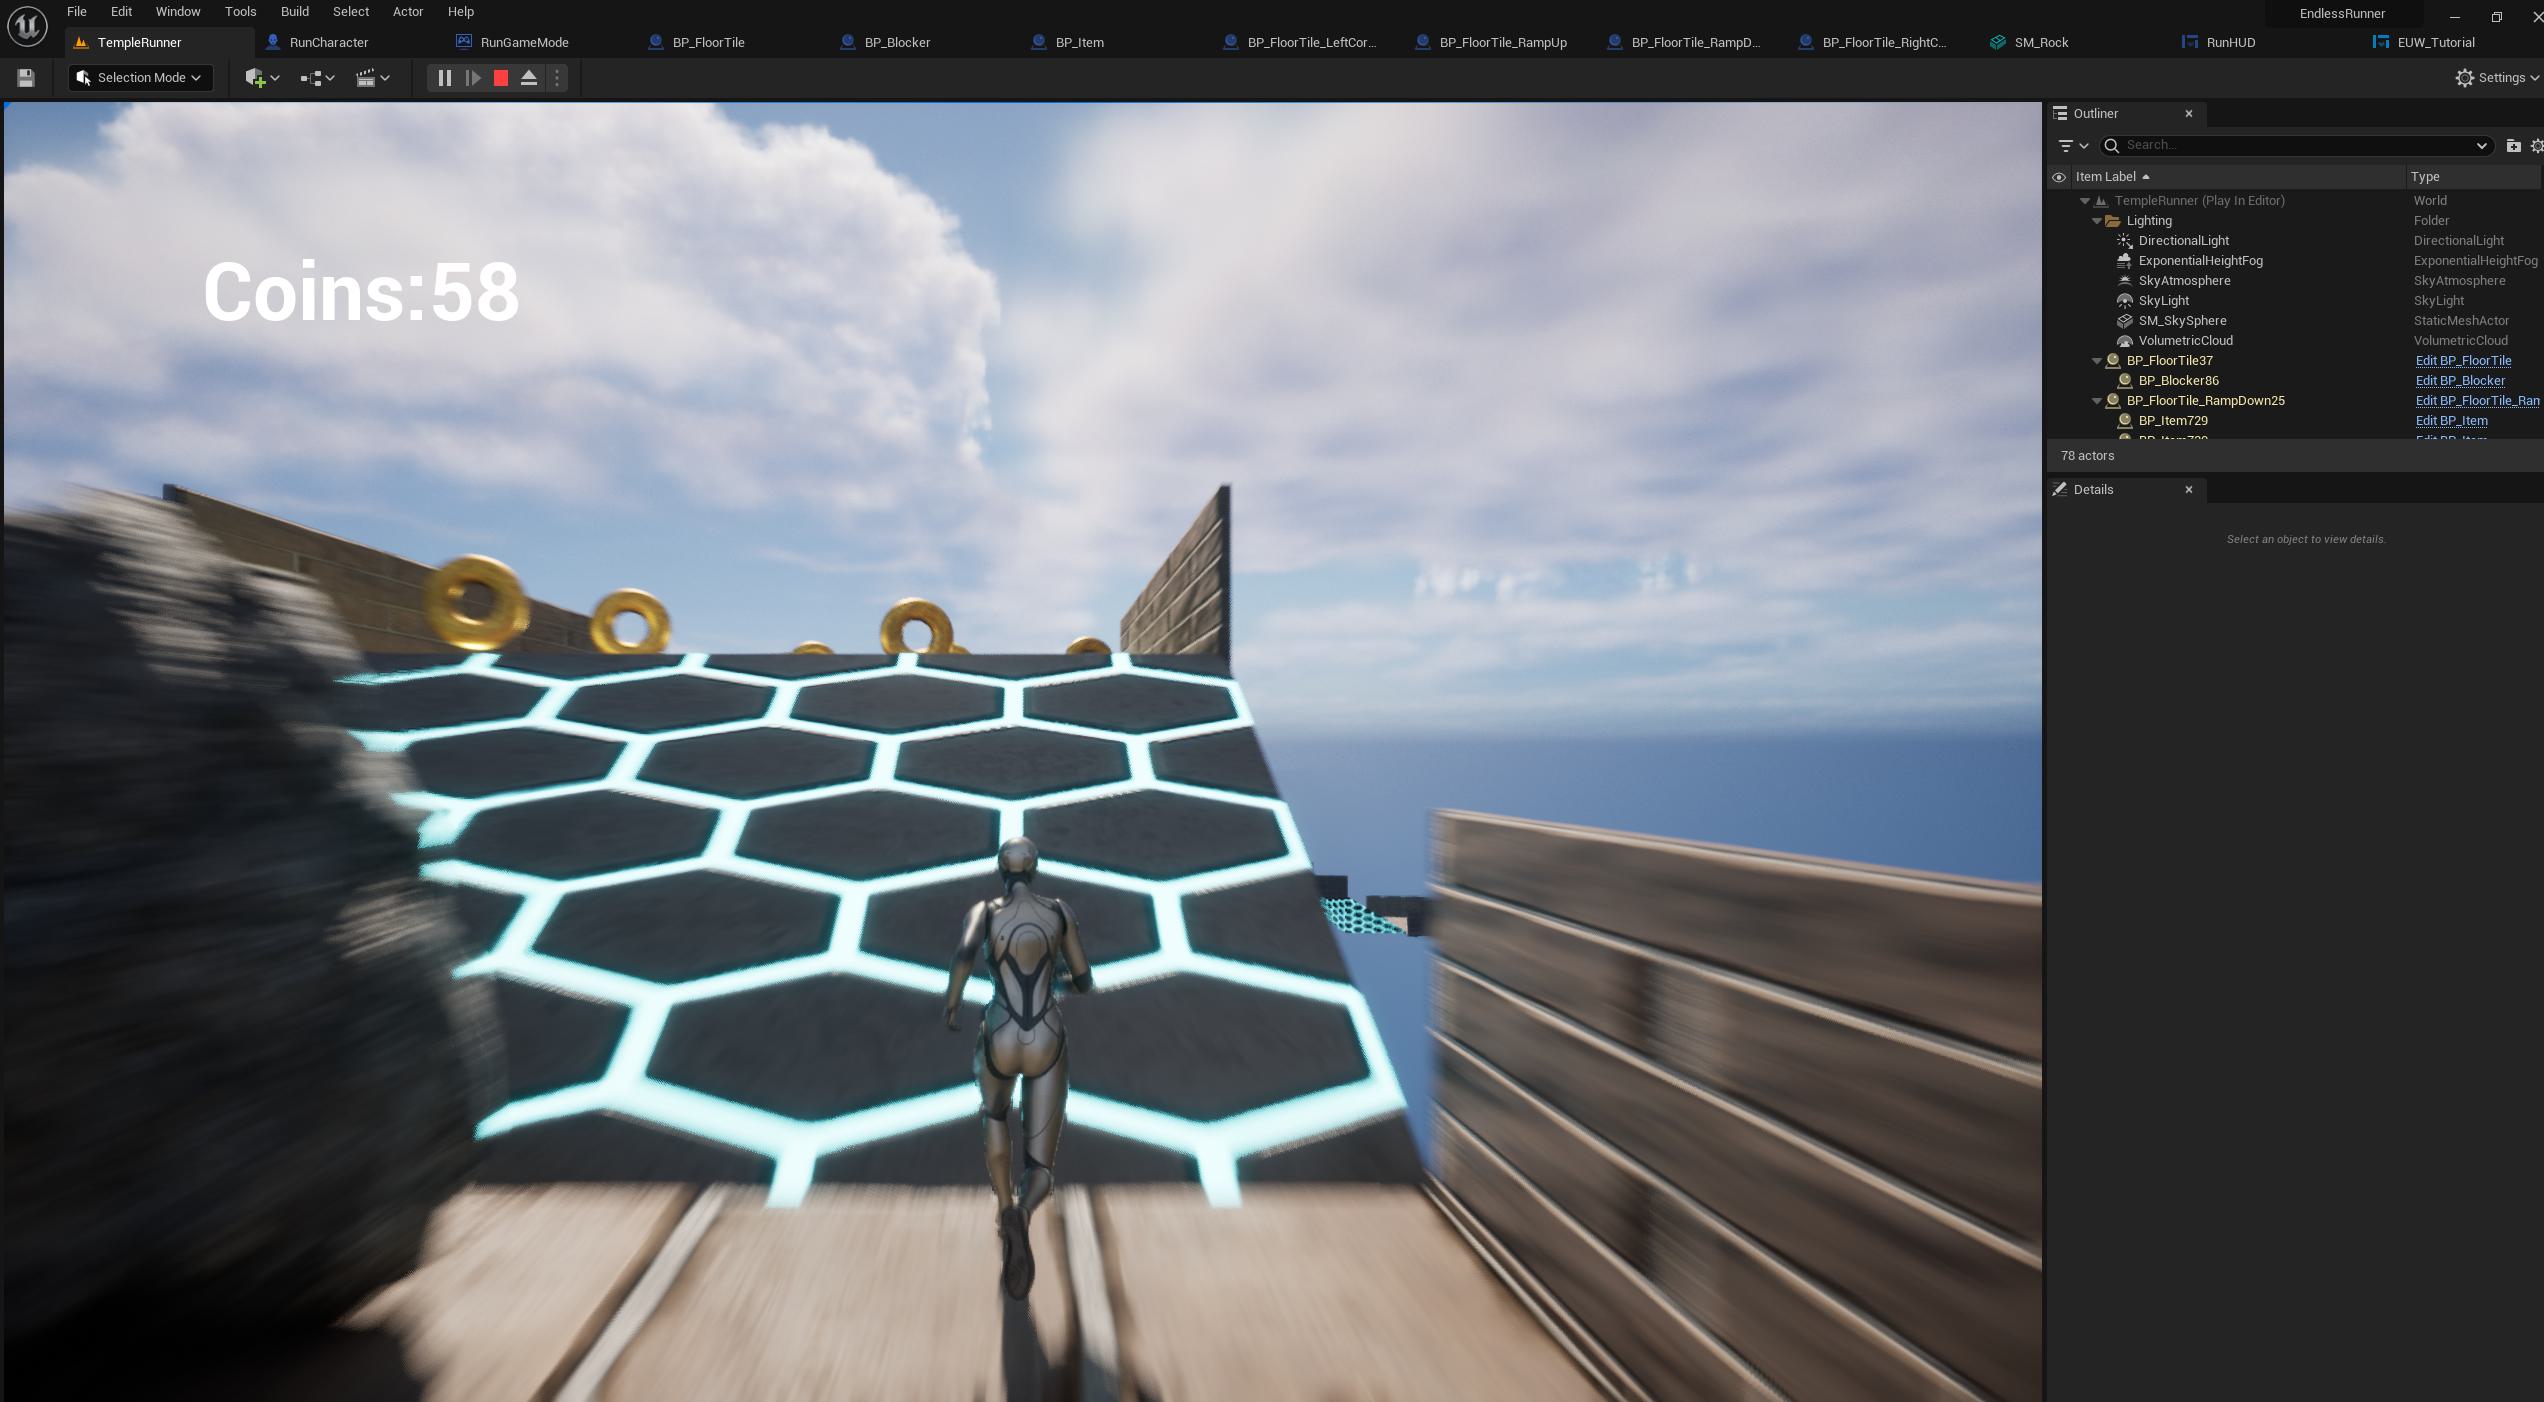 File Edit Window Tools Build Select Actor Help
EndlessRunner
TempleRunner RunCharacter RunGameMode BP_FloorTile BP_Blocker BP_Item BP_FloorTile_LeftCor... BP_FloorTile_RampUp BP_FloorTile_RampD... BP_FloorTile_RightC... SM_Rock RunHUD EUW_Tutorial
Selection Mode
Settings
Coins:58
Outliner
Search...
Item Label Type
TempleRunner (Play In Editor) World
Lighting Folder
DirectionalLight DirectionalLight
ExponentialHeightFog ExponentialHeightFog
SkyAtmosphere SkyAtmosphere
SkyLight SkyLight
SM_SkySphere StaticMeshActor
VolumetricCloud VolumetricCloud
BP_FloorTile37 Edit BP_FloorTile
BP_Blocker86 Edit BP_Blocker
BP_FloorTile_RampDown25 Edit BP_FloorTile_Ram
BP_Item729 Edit BP_Item
78 actors
Details
Select an object to view details.